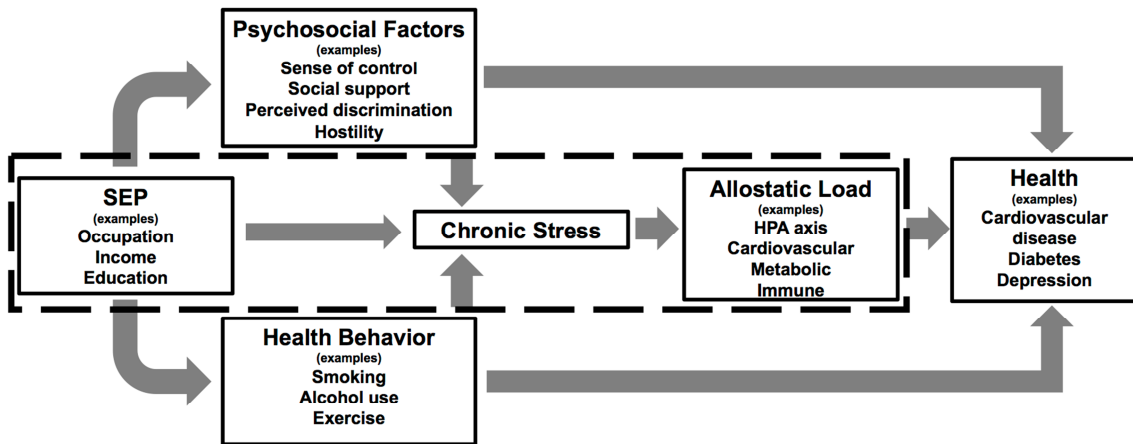 Psychosocial Factors
(examples)
Sense of control
Social support
Perceived discrimination
Hostility
SEP
(examples)
Occupation
Income
Education
Chronic Stress
Allostatic Load
(examples)
HPA axis
Cardiovascular
Metabolic
Immune
Health
(examples)
Cardiovascular
disease
Diabetes
Depression
Health Behavior
(examples)
Smoking
Alcohol use
Exercise